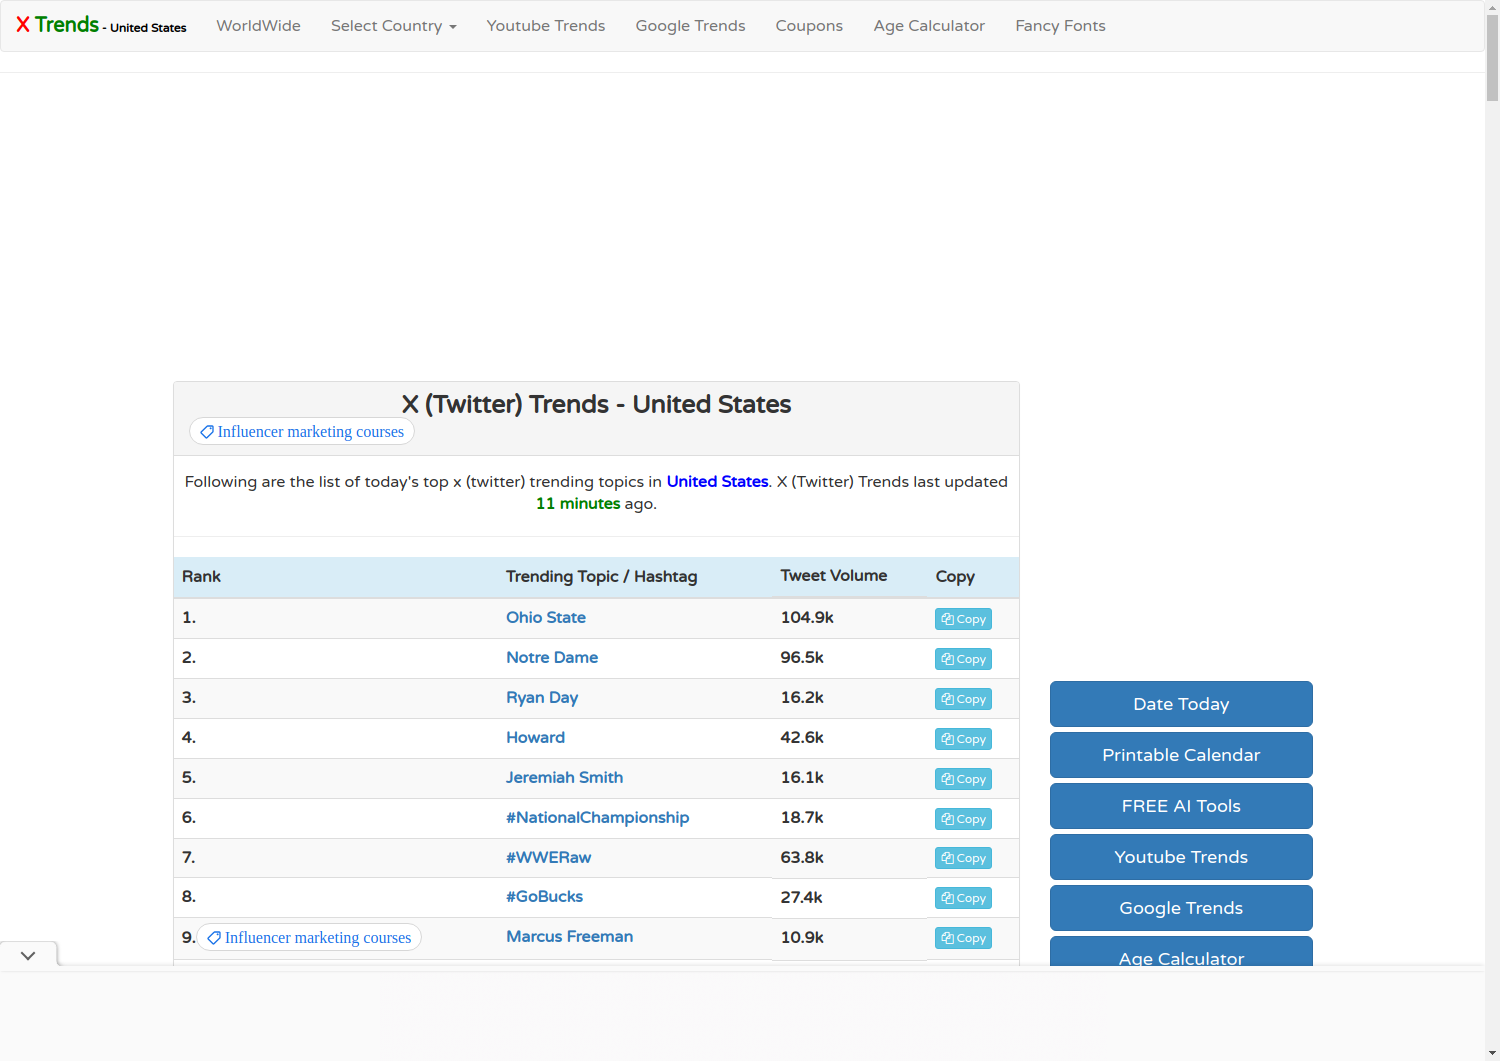 X Trends - United States WorldWide Select Country Youtube Trends Google Trends Coupons Age Calculator Fancy Fonts
X (Twitter) Trends - United States
Influencer marketing courses
Following are the list of today's top x (twitter) trending topics in United States. X (Twitter) Trends last updated
11 minutes ago.
Rank Trending Topic / Hashtag Tweet Volume Copy
1. Ohio State 104.9k Copy
2. Notre Dame 96.5k Copy
3. Ryan Day 16.2k Copy
4. Howard 42.6k Copy
5. Jeremiah Smith 16.1k Copy
6. #NationalChampionship 18.7k Copy
7. #WWERaw 63.8k Copy
8. #GoBucks 27.4k Copy
9. Influencer marketing courses Marcus Freeman 10.9k Copy
Date Today
Printable Calendar
FREE AI Tools
Youtube Trends
Google Trends
Age Calculator